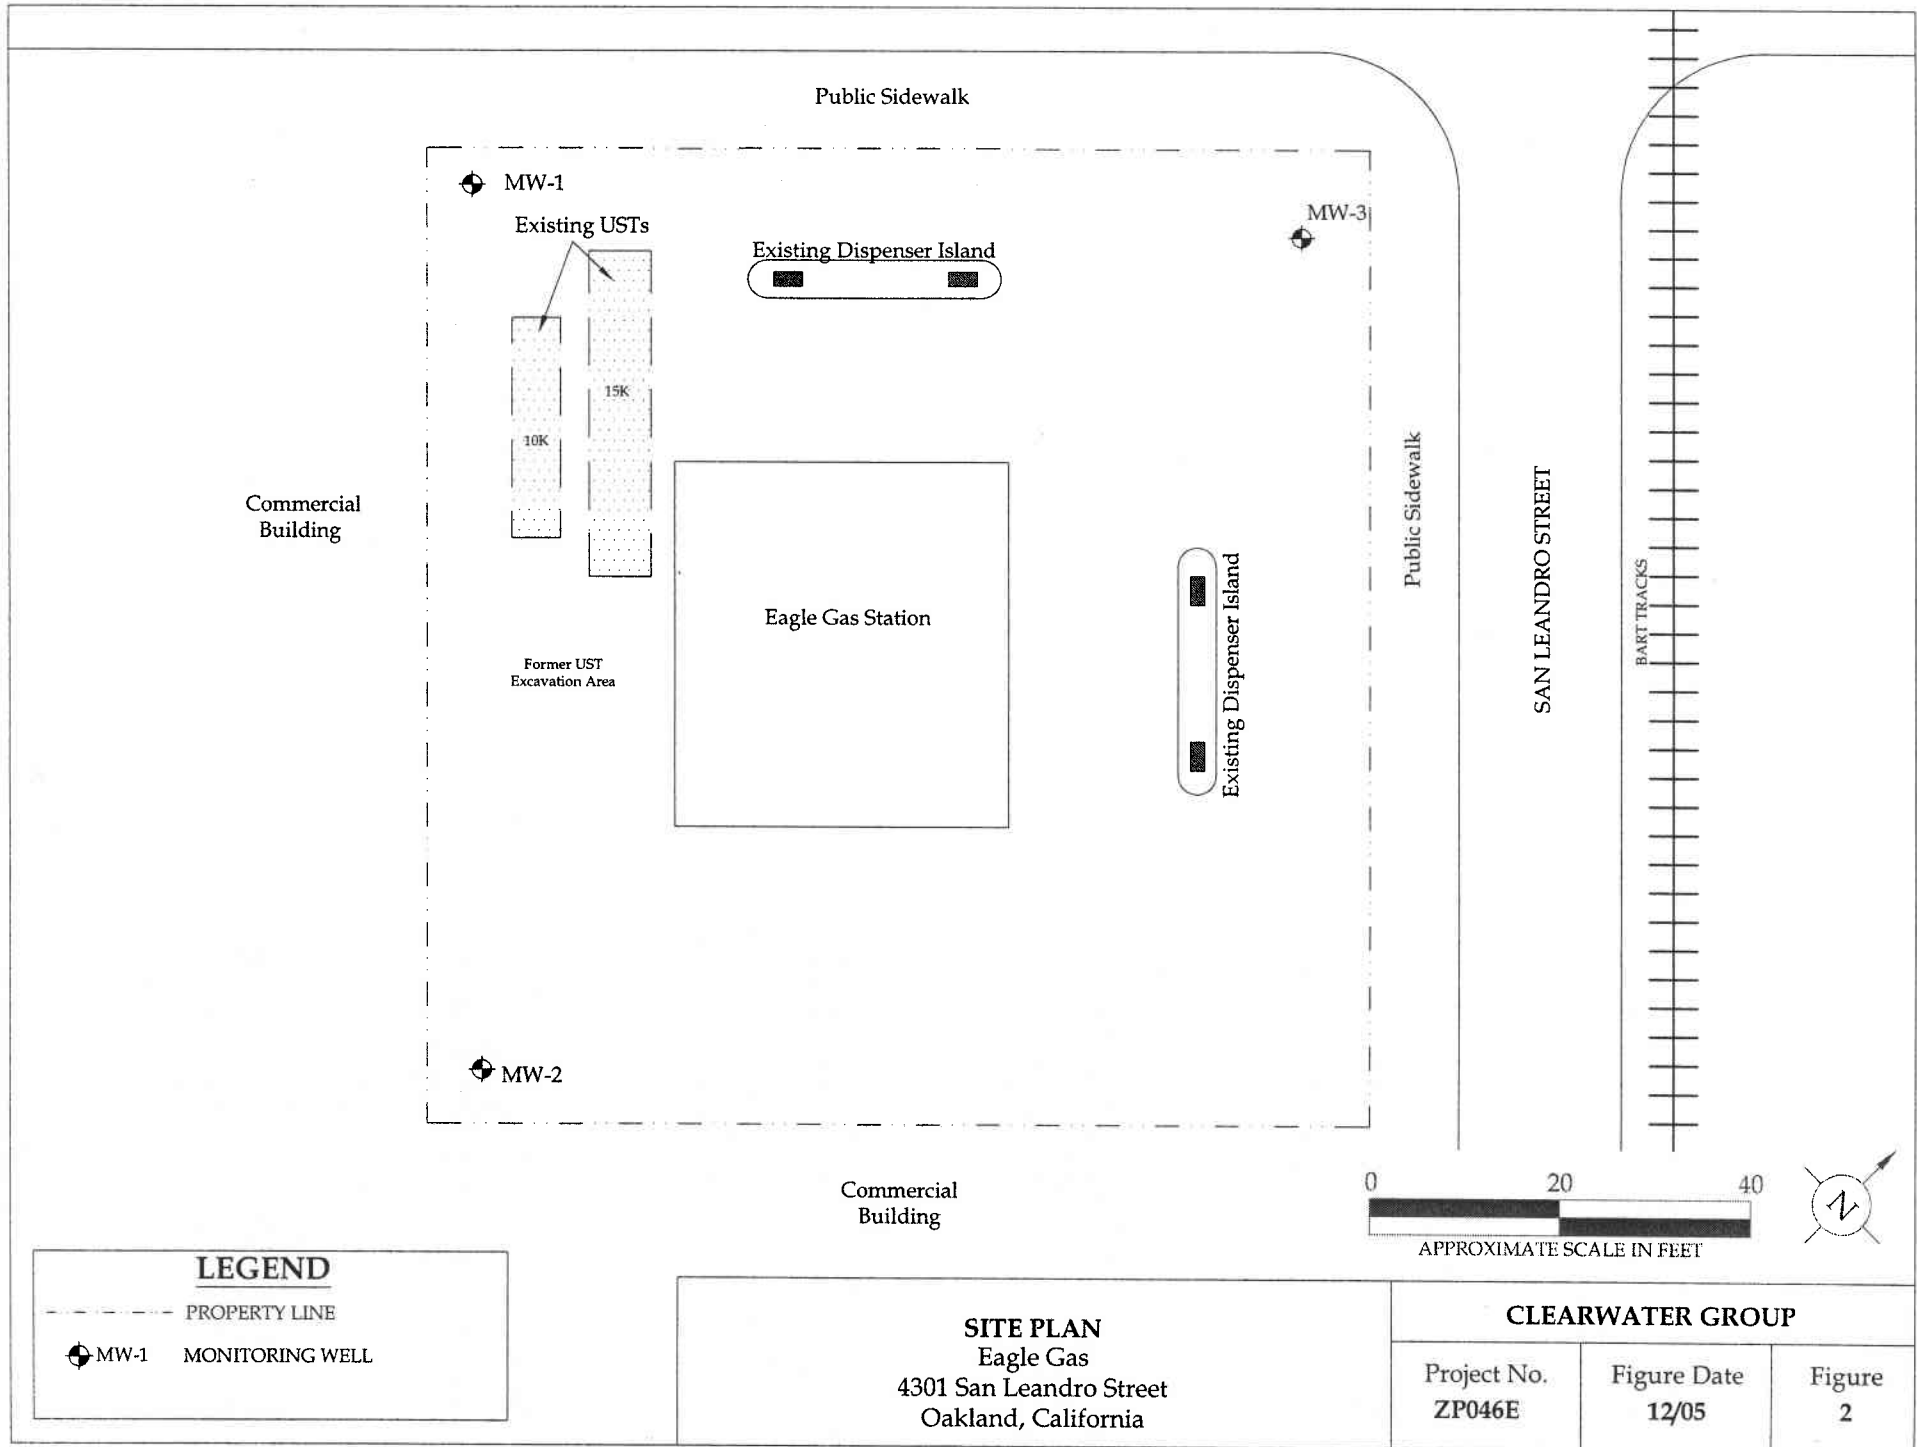 Public Sidewalk
MW-1
MW-3
Existing USTs
Existing Dispenser Island
15K
10K
Commercial
Building
Public Sidewalk
SAN LEANDRO STREET
BART TRACKS
Existing Dispenser Island
Eagle Gas Station
Former UST
Excavation Area
MW-2
Commercial
Building
0 20 40
APPROXIMATE SCALE IN FEET
N
LEGEND
PROPERTY LINE
MW-1 MONITORING WELL
SITE PLAN
Eagle Gas
4301 San Leandro Street
Oakland, California
CLEARWATER GROUP
Project No.
ZP046E
Figure Date
12/05
Figure
2